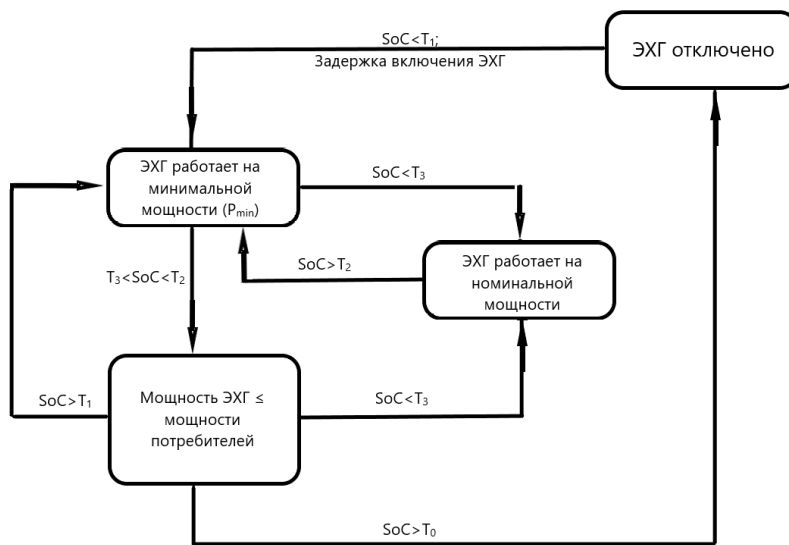 SoC<T₁;
Задержка включения ЭХГ
ЭХГ отключено
ЭХГ работает на
минимальной
мощности (Pmin)
SoC<T₃
SoC>T₂
ЭХГ работает на
номинальной
мощности
T₃<SoC<T₂
SoC>T₁
Мощность ЭХГ ≤
мощности
потребителей
SoC<T₃
SoC>T₀